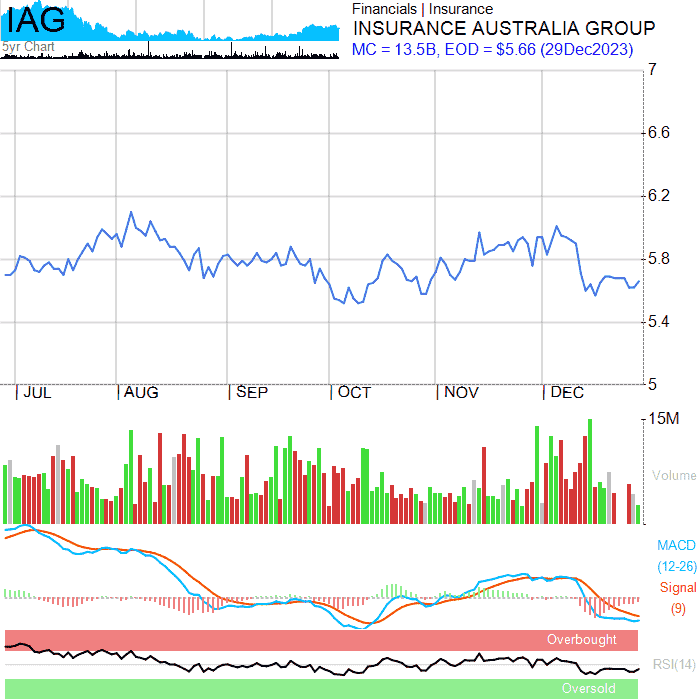 IAG
5yr Chart
Financials | Insurance
INSURANCE AUSTRALIA GROUP
MC = 13.5B, EOD = $5.66 (29Dec2023)
7
6.6
6.2
5.8
5.4
5
JUL AUG SEP OCT NOV DEC
15M
Volume
MACD
(12-26)
Signal
(9)
Overbought
RSI(14)
Oversold